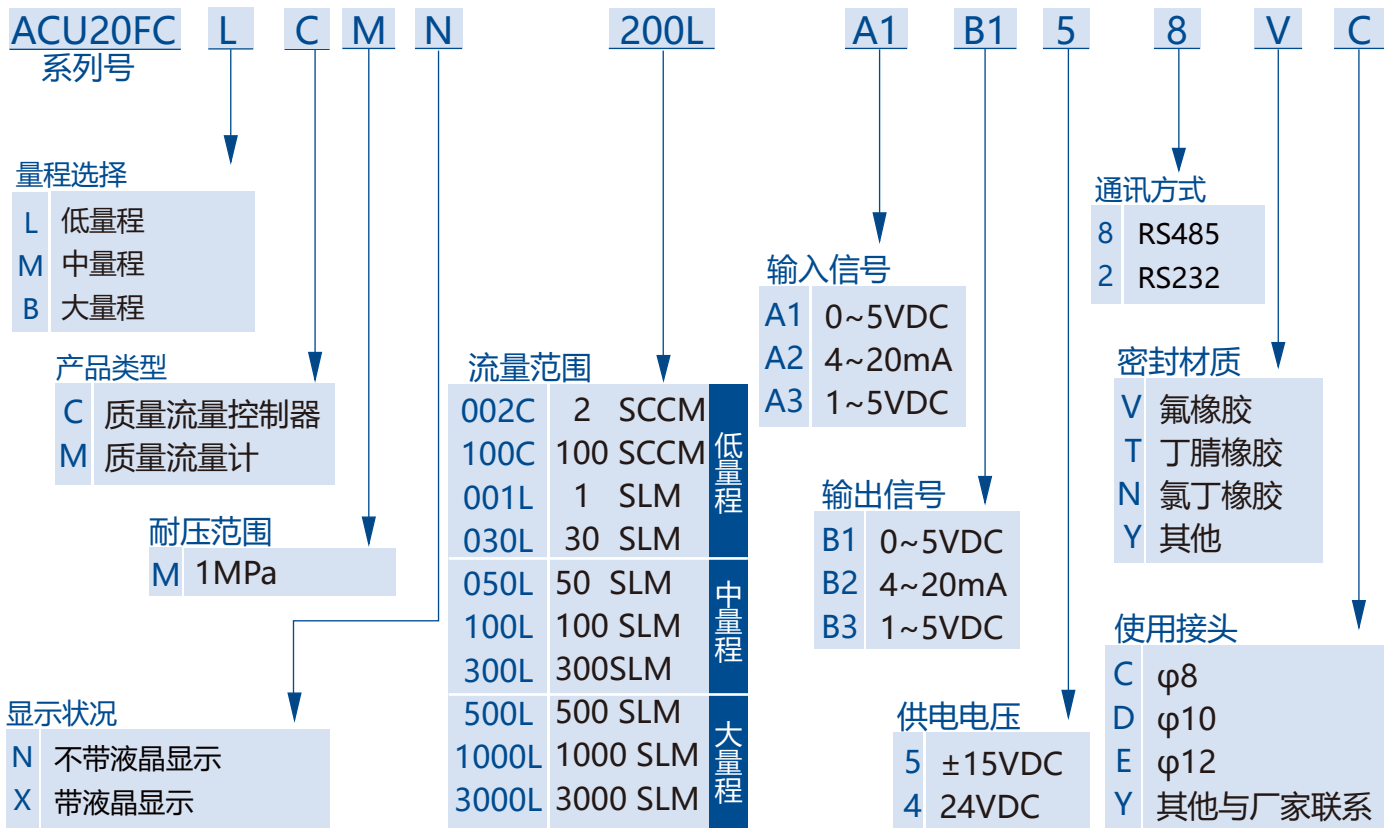 ACU20FC L C M N 200L A1 B1 5 8 V C
系列号
量程选择
L 低量程
M 中量程
B 大量程
产品类型
C 质量流量控制器
M 质量流量计
耐压范围
M 1MPa
显示状况
N 不带液晶显示
X 带液晶显示
流量范围
002C 2 SCCM
100C 100 SCCM
001L 1 SLM
030L 30 SLM
低量程
050L 50 SLM
100L 100 SLM
300L 300SLM
中量程
500L 500 SLM
1000L 1000 SLM
3000L 3000 SLM
大量程
输入信号
A1 0~5VDC
A2 4~20mA
A3 1~5VDC
输出信号
B1 0~5VDC
B2 4~20mA
B3 1~5VDC
供电电压
5 ±15VDC
4 24VDC
通讯方式
8 RS485
2 RS232
密封材质
V 氟橡胶
T 丁腈橡胶
N 氯丁橡胶
Y 其他
使用接头
C φ8
D φ10
E φ12
Y 其他与厂家联系